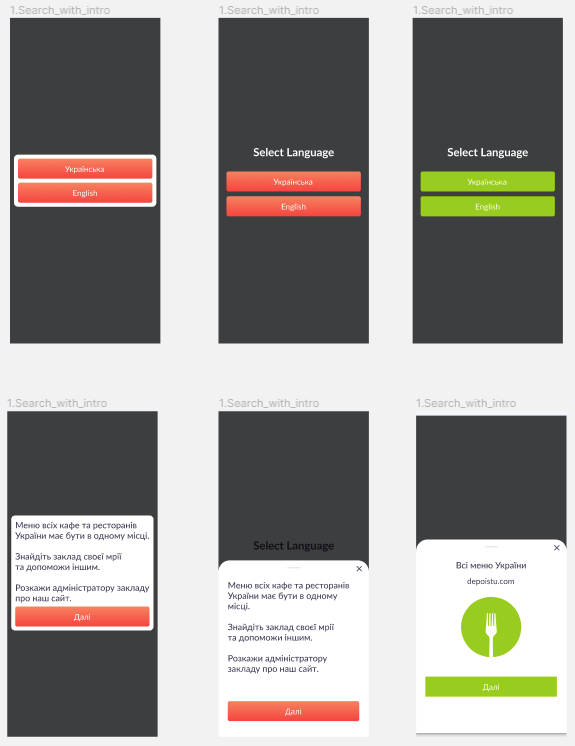 1.Search_with_intro
1.Search_with_intro
1.Search_with_intro
Українська
English
Select Language
Українська
English
Select Language
Українська
English
1.Search_with_intro
1.Search_with_intro
1.Search_with_intro
Меню всіх кафе та ресторанів
України має бути в одному місці.
Знайдіть заклад своєї мрії
та допоможи іншим.
Розкажи адміністратору закладу
про наш сайт.
Далі
Select Language
Меню всіх кафе та ресторанів
України має бути в одному
місці.
Знайдіть заклад своєї мрії
та допоможи іншим.
Розкажи адміністратору
закладу про наш сайт.
Далі
Всі меню України
depoistu.com
Далі